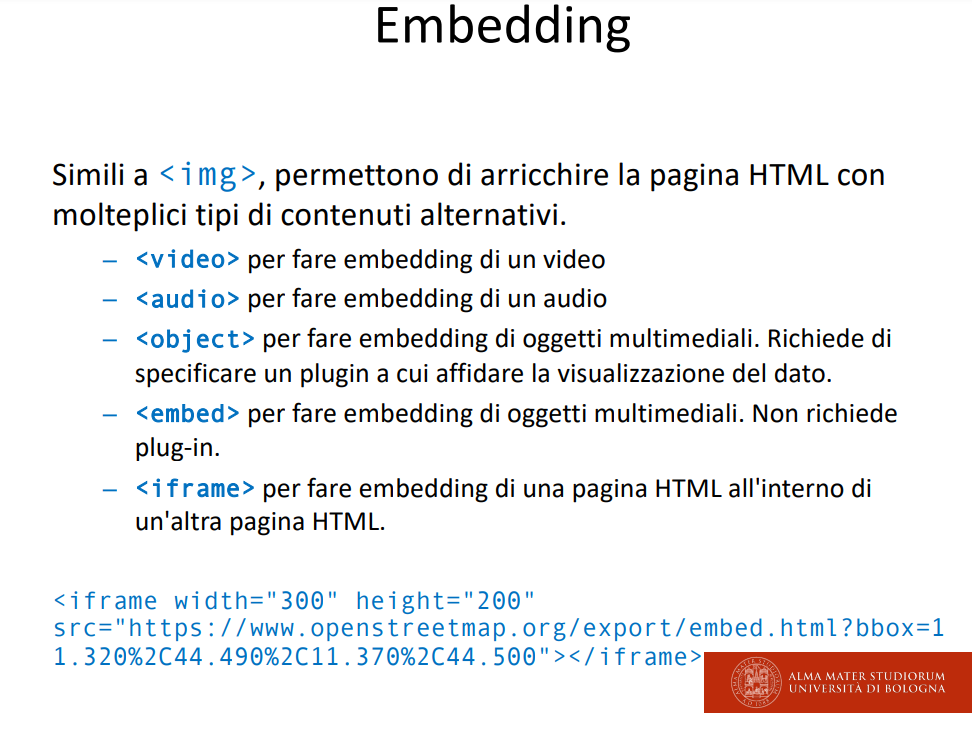 Embedding
Simili a <img>, permettono di arricchire la pagina HTML con
molteplici tipi di contenuti alternativi.
– <video> per fare embedding di un video
– <audio> per fare embedding di un audio
– <object> per fare embedding di oggetti multimediali. Richiede di
specificare un plugin a cui affidare la visualizzazione del dato.
– <embed> per fare embedding di oggetti multimediali. Non richiede
plug-in.
– <iframe> per fare embedding di una pagina HTML all'interno di
un'altra pagina HTML.
<iframe width="300" height="200"
src="https://www.openstreetmap.org/export/embed.html?bbox=1
1.320%2C44.490%2C11.370%2C44.500"></iframe>
ALMA MATER STUDIORUM
UNIVERSITÀ DI BOLOGNA